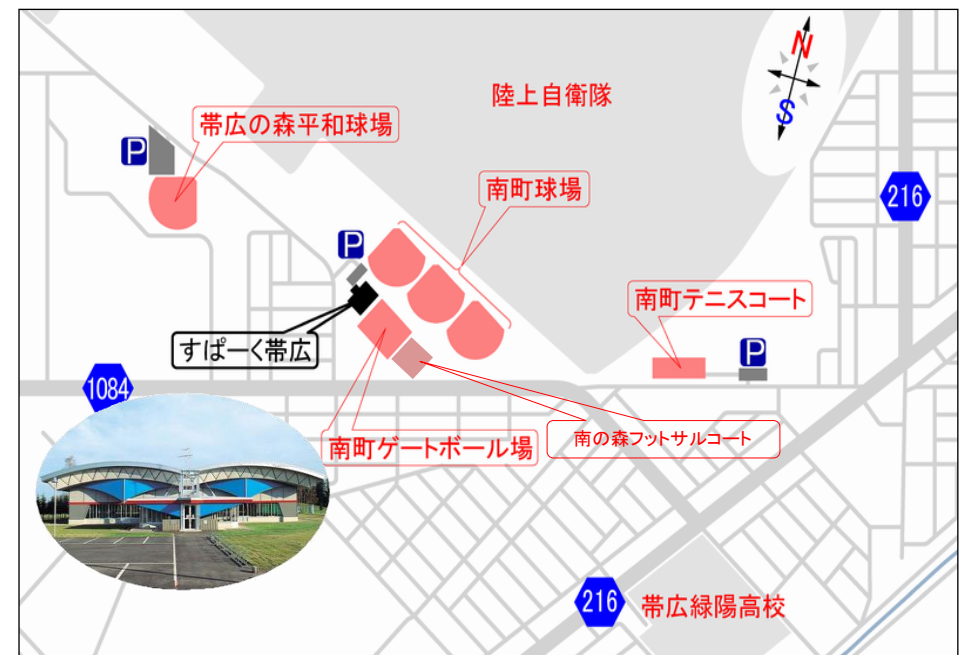 N
S
陸上自衛隊
帯広の森平和球場
P
南町球場
216
P
南町テニスコート
すぱーく帯広
P
1084
南町ゲートボール場
南の森フットサルコート
216
帯広緑陽高校